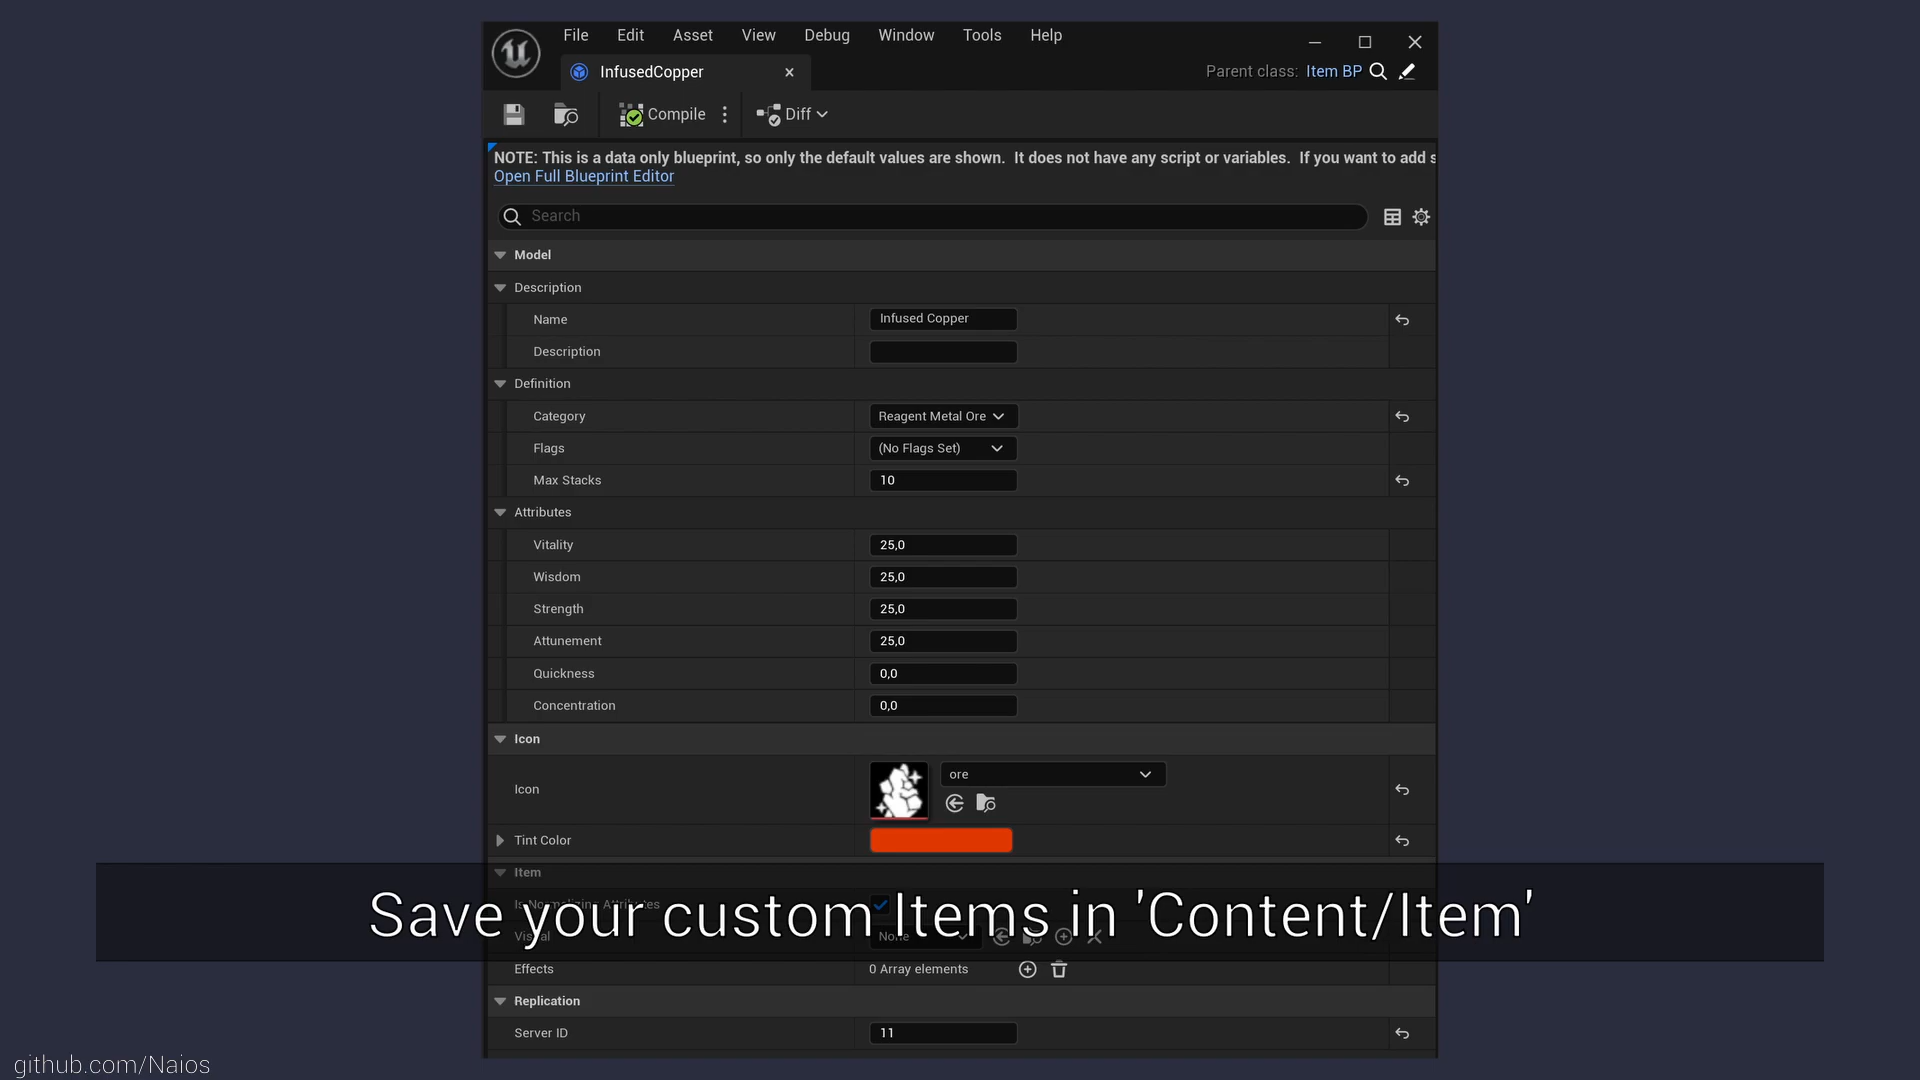 File Edit Asset View Debug Window Tools Help
InfusedCopper
Parent class: Item BP
Compile Diff
NOTE: This is a data only blueprint, so only the default values are shown. It does not have any script or variables. If you want to add s
Open Full Blueprint Editor
Search
Model
Description
Name Infused Copper
Description
Definition
Category Reagent Metal Ore
Flags (No Flags Set)
Max Stacks 10
Attributes
Vitality 25,0
Wisdom 25,0
Strength 25,0
Attunement 25,0
Quickness 0,0
Concentration 0,0
Icon
Icon ore
Tint Color
Item
Is Normalizing Attributes
Save your custom Items in 'Content/Item'
Visual None
Effects 0 Array elements
Replication
Server ID 11
github.com/Naios